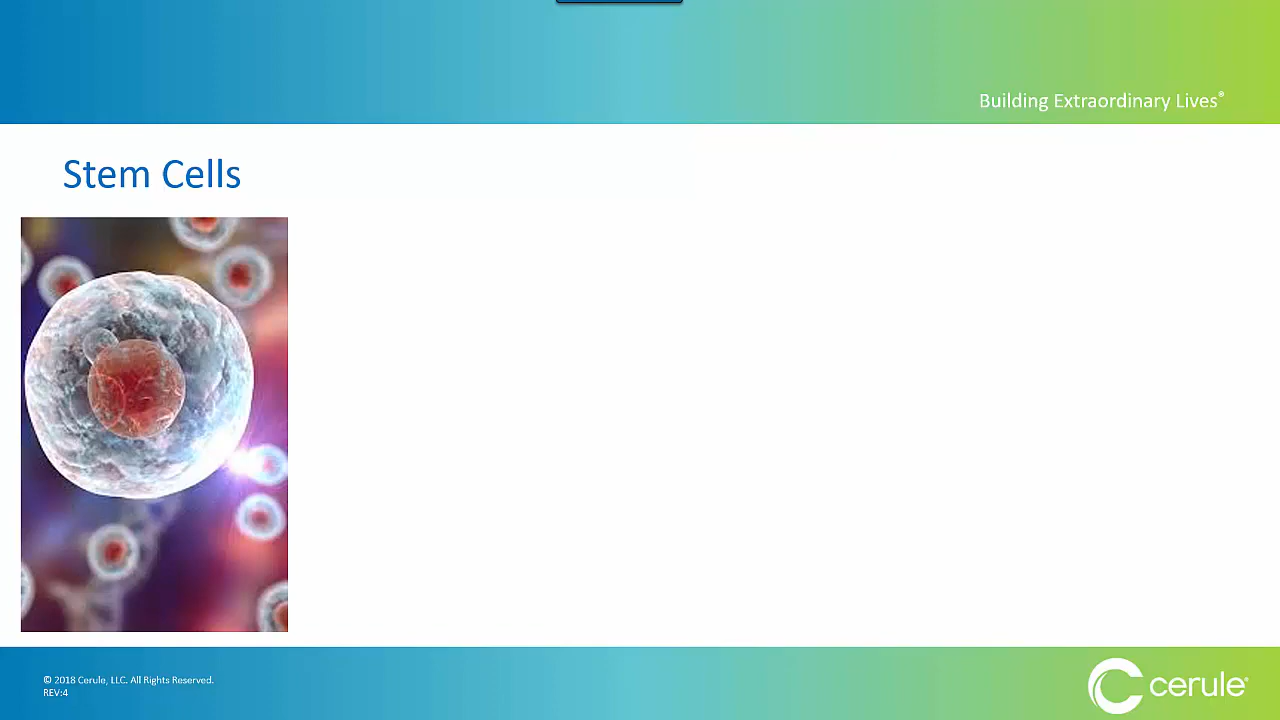 Building Extraordinary Lives®
Stem Cells
© 2018 Cerule, LLC. All Rights Reserved.
REV:4
cerule®